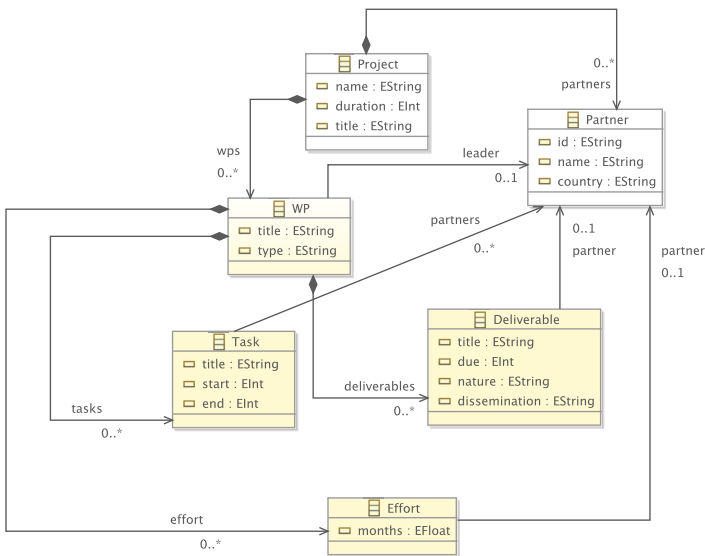 Project
name : EString
duration : EInt
title : EString
0..*
partners
Partner
id : EString
name : EString
country : EString
wps
0..*
leader
0..1
WP
title : EString
type : EString
partners
0..*
0..1
partner
partner
0..1
Task
title : EString
start : EInt
end : EInt
Deliverable
title : EString
due : EInt
nature : EString
dissemination : EString
deliverables
0..*
tasks
0..*
Effort
months : EFloat
effort
0..*